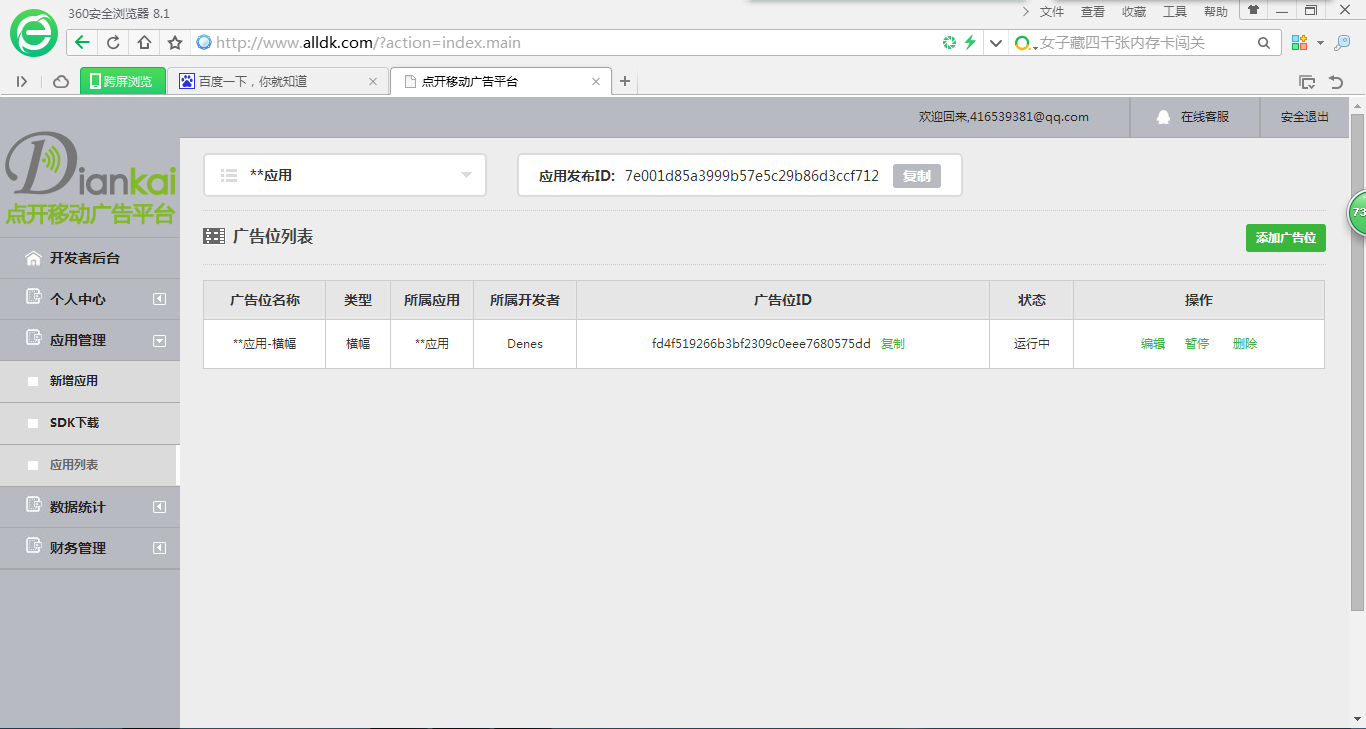 360安全浏览器 8.1
文件 查看 收藏 工具 帮助
http://www.alldk.com/?action=index.main
女子藏四千张内存卡闯关
跨屏浏览 百度一下，你就知道 点开移动广告平台
欢迎回来,416539381@qq.com 在线客服 安全退出
Diankai
点开移动广告平台
开发者后台
个人中心
应用管理
新增应用
SDK下载
应用列表
数据统计
财务管理
**应用
应用发布ID: 7e001d85a3999b57e5c29b86d3ccf712 复制
广告位列表 添加广告位
广告位名称 类型 所属应用 所属开发者 广告位ID 状态 操作
**应用-横幅 横幅 **应用 Denes fd4f519266b3bf2309c0eee7680575dd 复制 运行中 编辑 暂停 删除
73